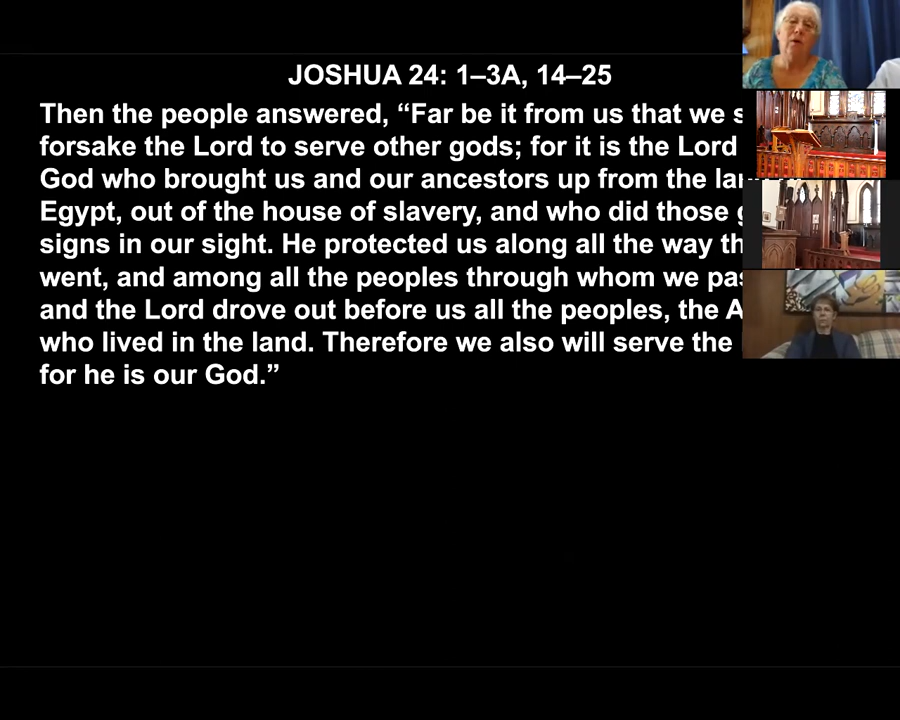 JOSHUA 24: 1–3A, 14–25
Then the people answered, “Far be it from us that we
forsake the Lord to serve other gods; for it is the Lord
God who brought us and our ancestors up from the
Egypt, out of the house of slavery, and who did those
signs in our sight. He protected us along all the way
went, and among all the peoples through whom we
and the Lord drove out before us all the peoples, the
who lived in the land. Therefore we also will serve the
for he is our God.”